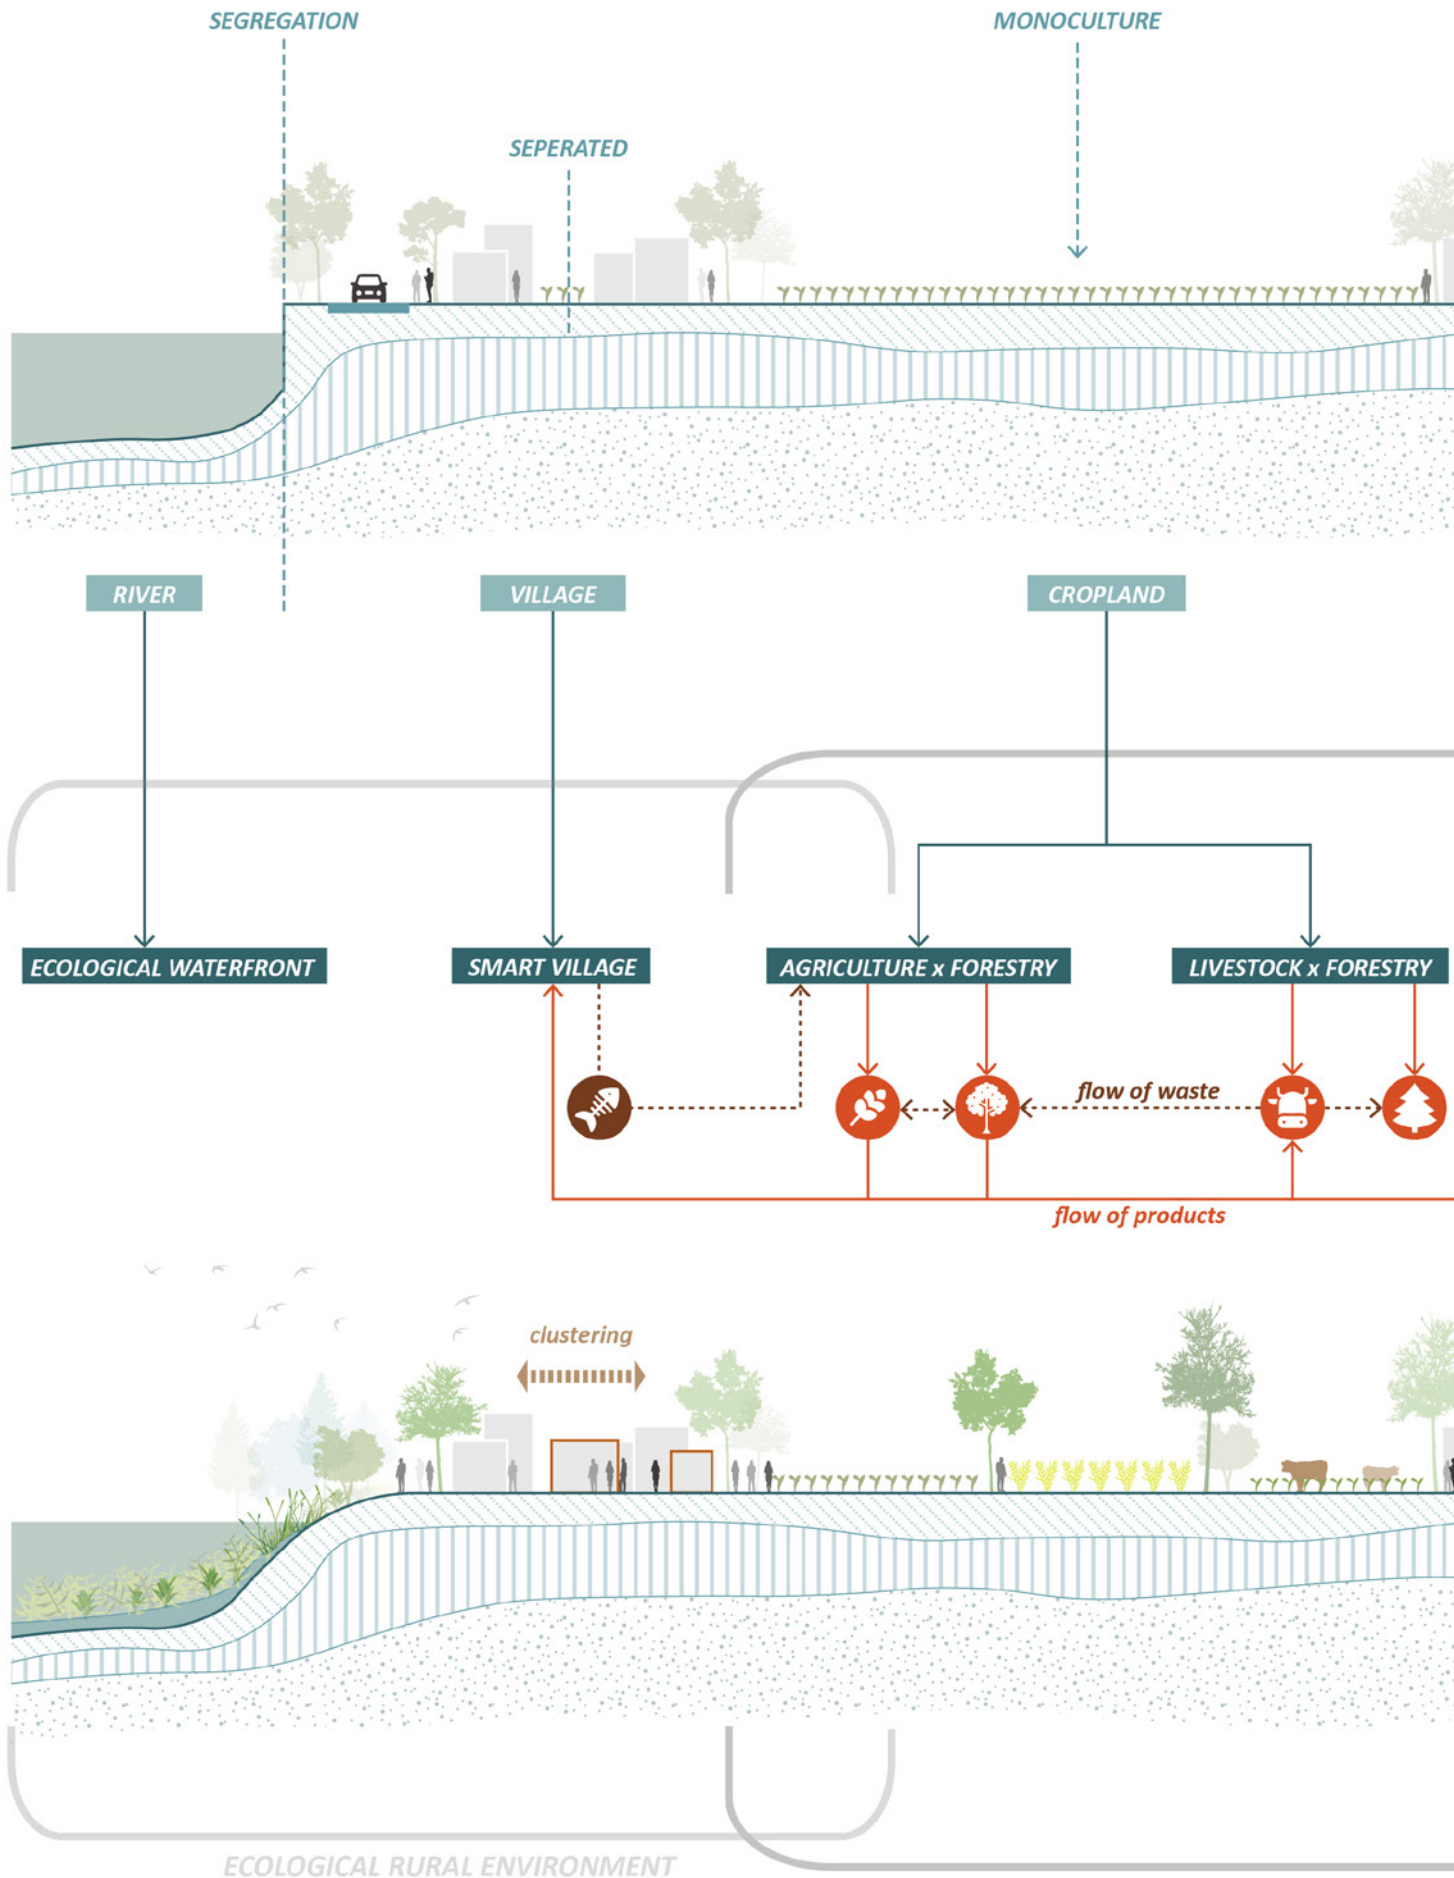 SEGREGATION
MONOCULTURE
SEPERATED
RIVER
VILLAGE
CROPLAND
ECOLOGICAL WATERFRONT
SMART VILLAGE
AGRICULTURE x FORESTRY
LIVESTOCK x FORESTRY
flow of waste
flow of products
clustering
ECOLOGICAL RURAL ENVIRONMENT